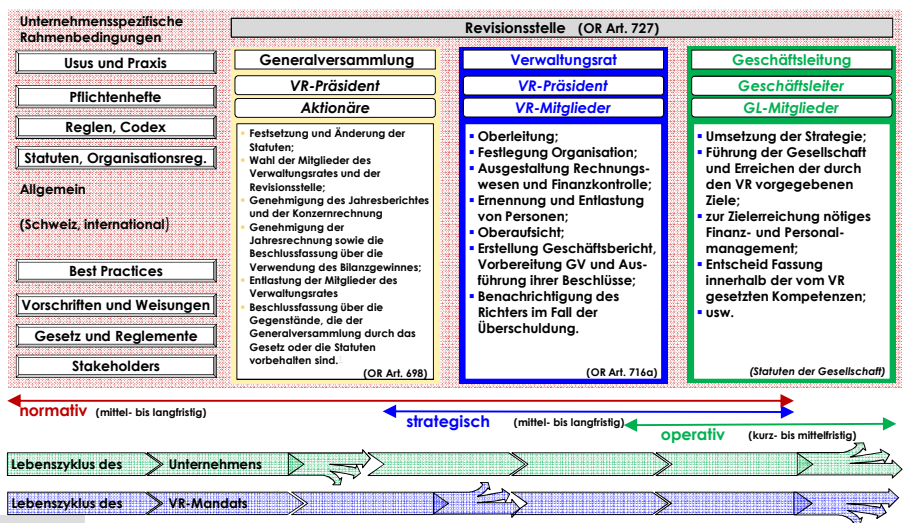 Unternehmensspezifische
Rahmenbedingungen
Usus und Praxis
Pflichtenhefte
Reglen, Codex
Statuten, Organisationsreg.
Allgemein
(Schweiz, international)
Best Practices
Vorschriften und Weisungen
Gesetz und Reglemente
Stakeholders
Revisionsstelle (OR Art. 727)
Generalversammlung
VR-Präsident
Aktionäre
▪ Festsetzung und Änderung der
Statuten;
▪ Wahl der Mitglieder des
Verwaltungsrates und der
Revisionsstelle;
▪ Genehmigung des Jahresberichtes
und der Konzernrechnung
▪ Genehmigung der
Jahresrechnung sowie die
Beschlussfassung über die
Verwendung des Bilanzgewinnes;
▪ Entlastung der Mitglieder des
Verwaltungsrates
▪ Beschlussfassung über die
Gegenstände, die der
Generalversammlung durch das
Gesetz oder die Statuten
vorbehalten sind.
(OR Art. 698)
Verwaltungsrat
VR-Präsident
VR-Mitglieder
▪ Oberleitung;
▪ Festlegung Organisation;
▪ Ausgestaltung Rechnungs-
wesen und Finanzkontrolle;
▪ Ernennung und Entlastung
von Personen;
▪ Oberaufsicht;
▪ Erstellung Geschäftsbericht,
Vorbereitung GV und Aus-
führung ihrer Beschlüsse;
▪ Benachrichtigung des
Richters im Fall der
Überschuldung.
(OR Art. 716a)
Geschäftsleitung
Geschäftsleiter
GL-Mitglieder
▪ Umsetzung der Strategie;
▪ Führung der Gesellschaft
und Erreichen der durch
den VR vorgegebenen
Ziele;
▪ zur Zielerreichung nötiges
Finanz- und Personal-
management;
▪ Entscheid Fassung
innerhalb der vom VR
gesetzten Kompetenzen;
▪ usw.
(Statuten der Gesellschaft)
normativ (mittel- bis langfristig)
strategisch (mittel- bis langfristig)
operativ (kurz- bis mittelfristig)
Lebenszyklus des Unternehmens
Lebenszyklus des VR-Mandats